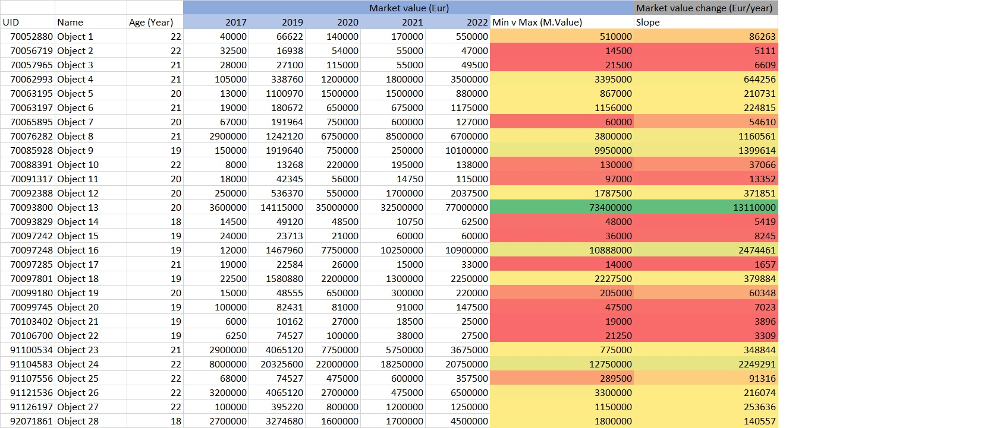 Market value (Eur) Market value change (Eur/year)
UID Name Age (Year) 2017 2019 2020 2021 2022 Min v Max (M.Value) Slope
70052880 Object 1 22 40000 66622 140000 170000 550000 510000 86263
70056719 Object 2 22 32500 16938 54000 55000 47000 14500 5111
70057965 Object 3 21 28000 27100 115000 55000 49500 21500 6609
70062993 Object 4 21 105000 338760 1200000 1800000 3500000 3395000 644256
70063195 Object 5 20 13000 1100970 1500000 1500000 880000 867000 210731
70063197 Object 6 21 19000 180672 650000 675000 1175000 1156000 224815
70065895 Object 7 20 67000 191964 750000 600000 127000 60000 54610
70076282 Object 8 21 2900000 1242120 6750000 8500000 6700000 3800000 1160561
70085928 Object 9 19 150000 1919640 750000 250000 10100000 9950000 1399614
70088391 Object 10 22 8000 13268 220000 195000 138000 130000 37066
70091317 Object 11 20 18000 42345 56000 14750 115000 97000 13352
70092388 Object 12 20 250000 536370 550000 1700000 2037500 1787500 371851
70093800 Object 13 20 3600000 14115000 35000000 32500000 77000000 73400000 13110000
70093829 Object 14 18 14500 49120 48500 10750 62500 48000 5419
70097242 Object 15 19 24000 23713 21000 60000 60000 36000 8245
70097248 Object 16 19 12000 1467960 7750000 10250000 10900000 10888000 2474461
70097285 Object 17 21 19000 22584 26000 15000 33000 14000 1657
70097801 Object 18 19 22500 1580880 2200000 1300000 2250000 2227500 379884
70099180 Object 19 20 15000 48555 650000 300000 220000 205000 60348
70099745 Object 20 19 100000 82431 81000 91000 147500 47500 7023
70103402 Object 21 19 6000 10162 27000 18500 25000 19000 3896
70106700 Object 22 19 6250 74527 100000 38000 27500 21250 3309
91100534 Object 23 21 2900000 4065120 7750000 5750000 3675000 775000 348844
91104583 Object 24 22 8000000 20325600 22000000 18250000 20750000 12750000 2249291
91107556 Object 25 22 68000 74527 475000 600000 357500 289500 91316
91121536 Object 26 22 3200000 4065120 2700000 475000 6500000 3300000 216074
91126197 Object 27 22 100000 395220 800000 1200000 1250000 1150000 253636
92071861 Object 28 18 2700000 3274680 1600000 1700000 4500000 1800000 140557